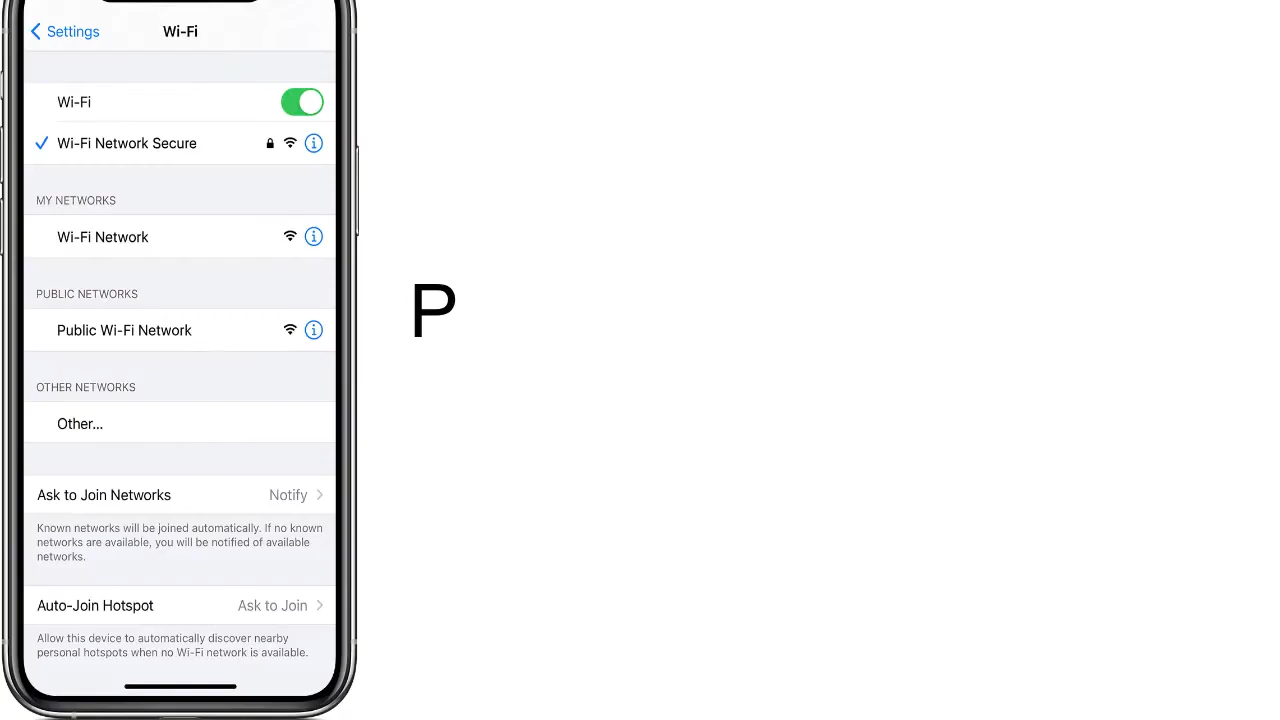 Settings
Wi-Fi
Wi-Fi
Wi-Fi Network Secure
MY NETWORKS
Wi-Fi Network
PUBLIC NETWORKS
Public Wi-Fi Network
OTHER NETWORKS
Other...
Ask to Join Networks Notify
Known networks will be joined automatically. If no known
networks are available, you will be notified of available
networks.
Auto-Join Hotspot Ask to Join
Allow this device to automatically discover nearby
personal hotspots when no Wi-Fi network is available.
P